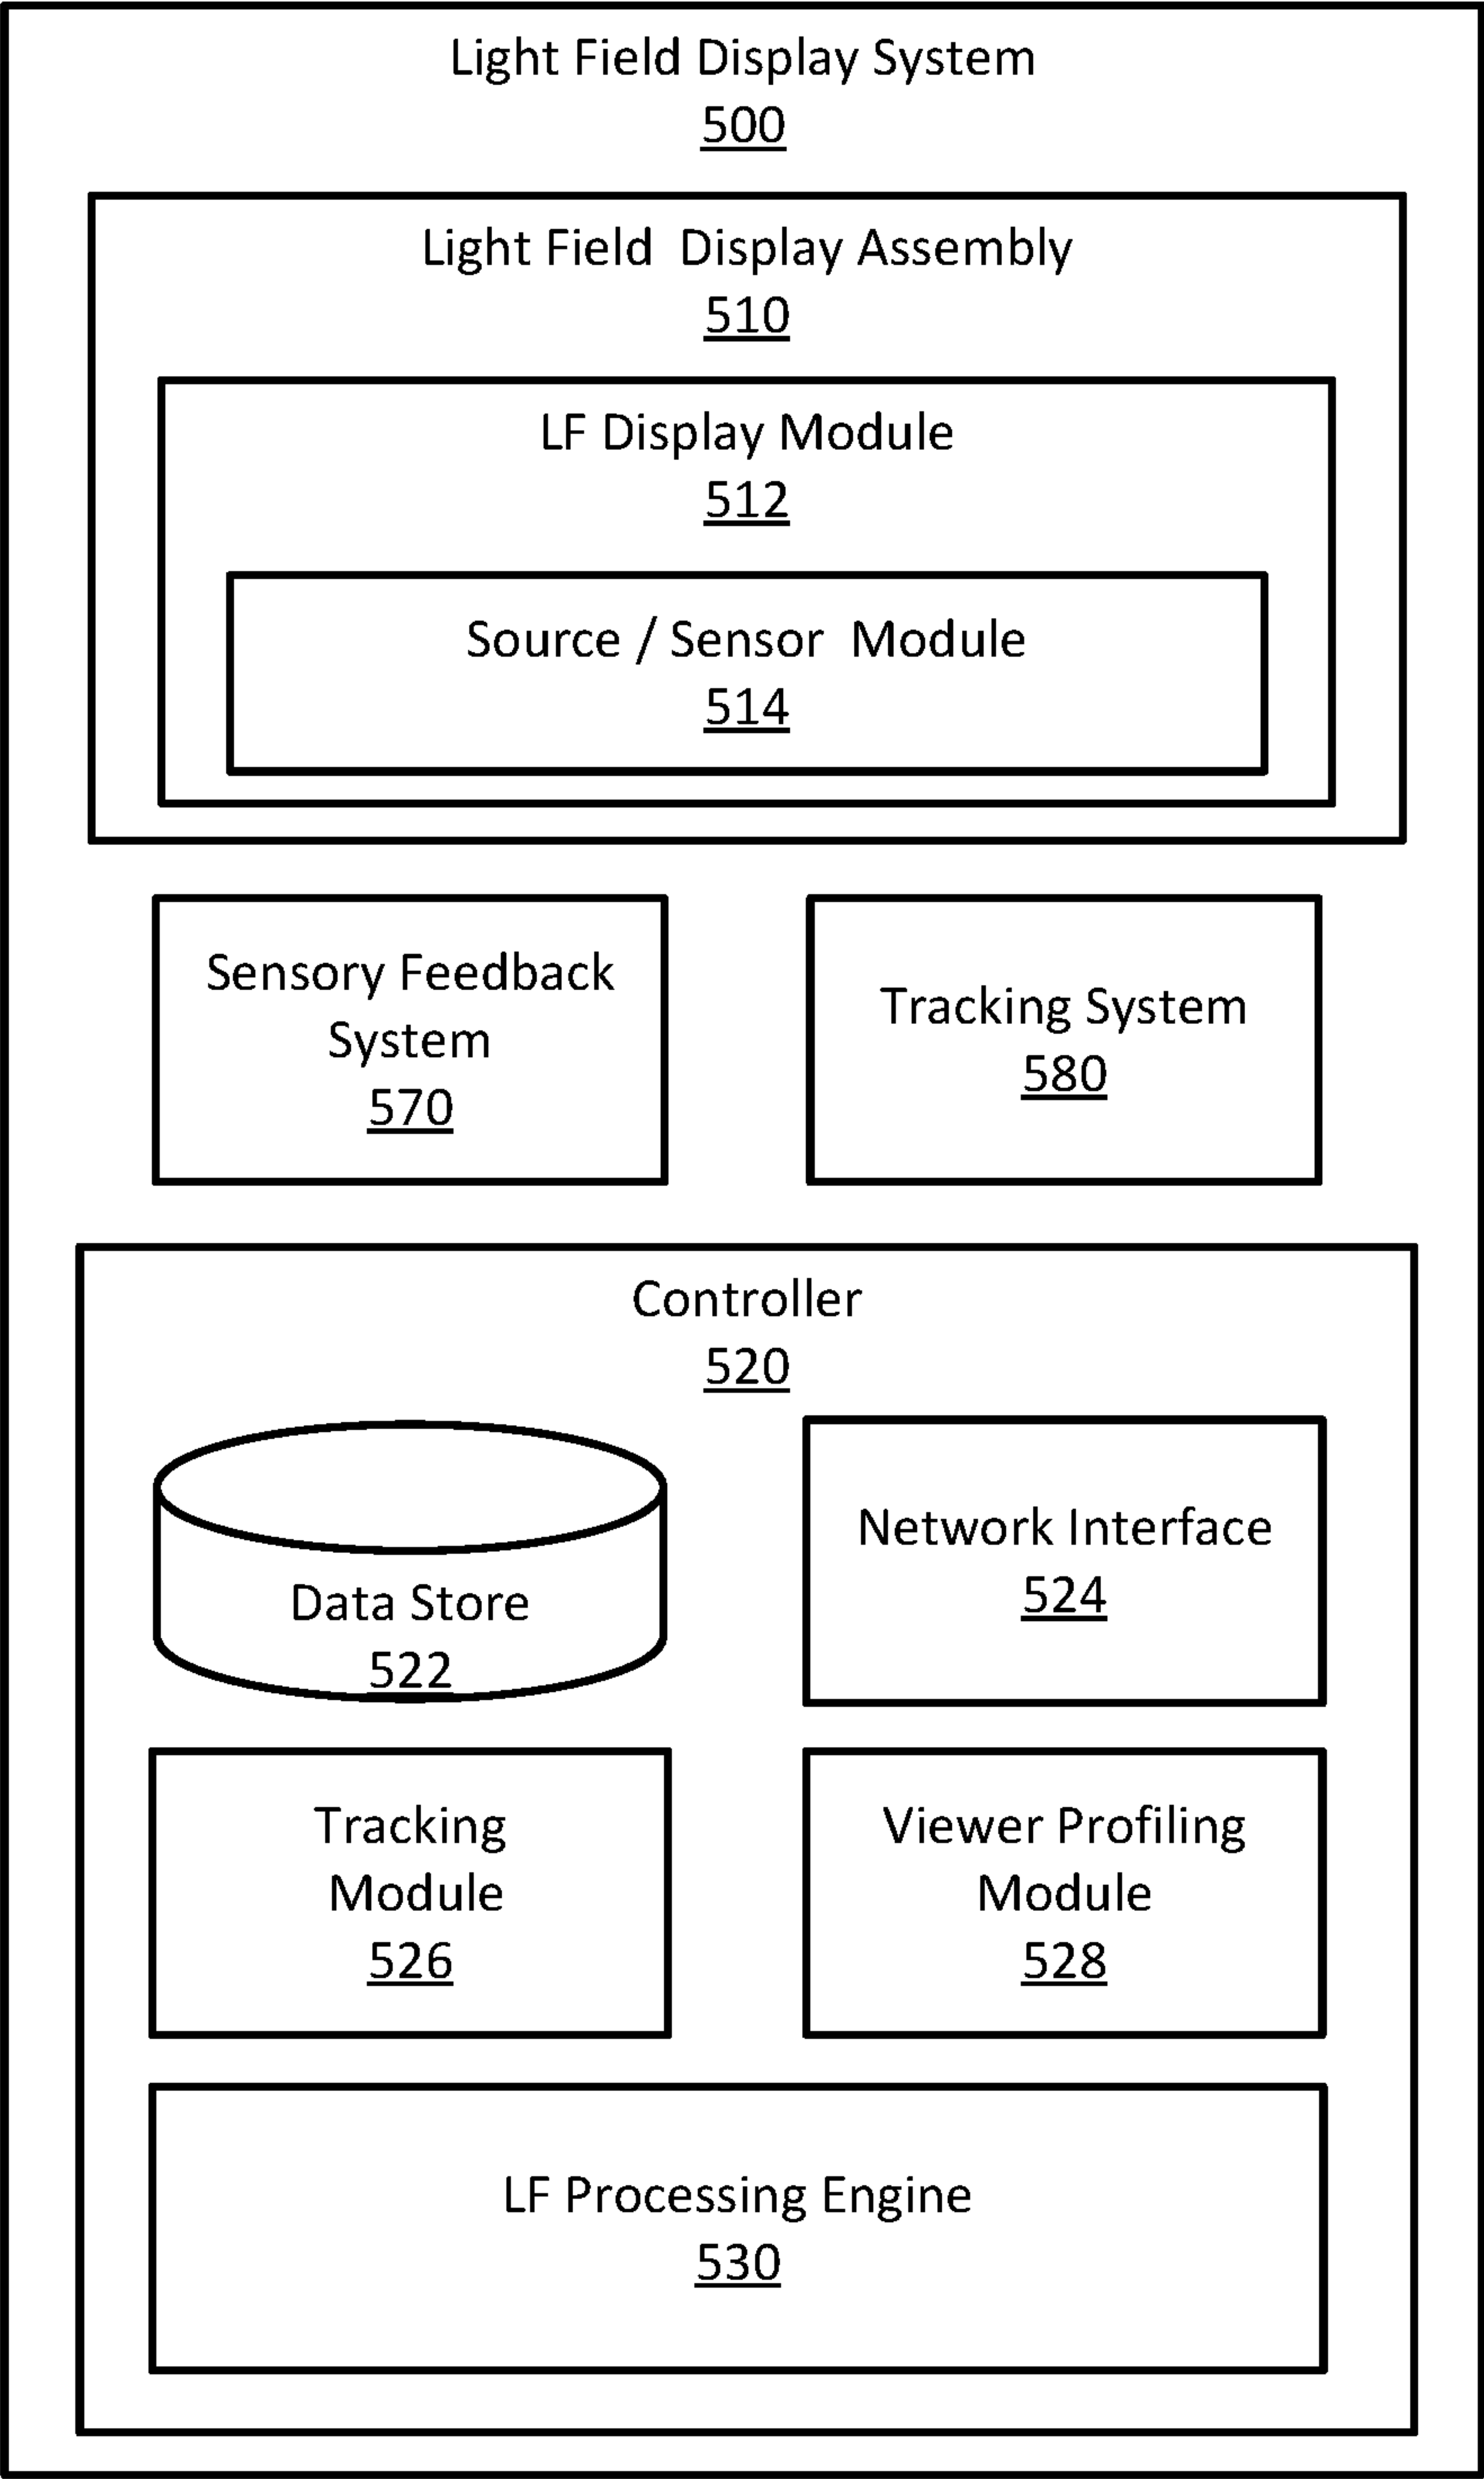 Light Field Display System
500
Light Field Display Assembly
510
LF Display Module
512
Source / Sensor Module
514
Sensory Feedback
System
570
Tracking System
580
Controller
520
Data Store
522
Network Interface
524
Tracking
Module
526
Viewer Profiling
Module
528
LF Processing Engine
530